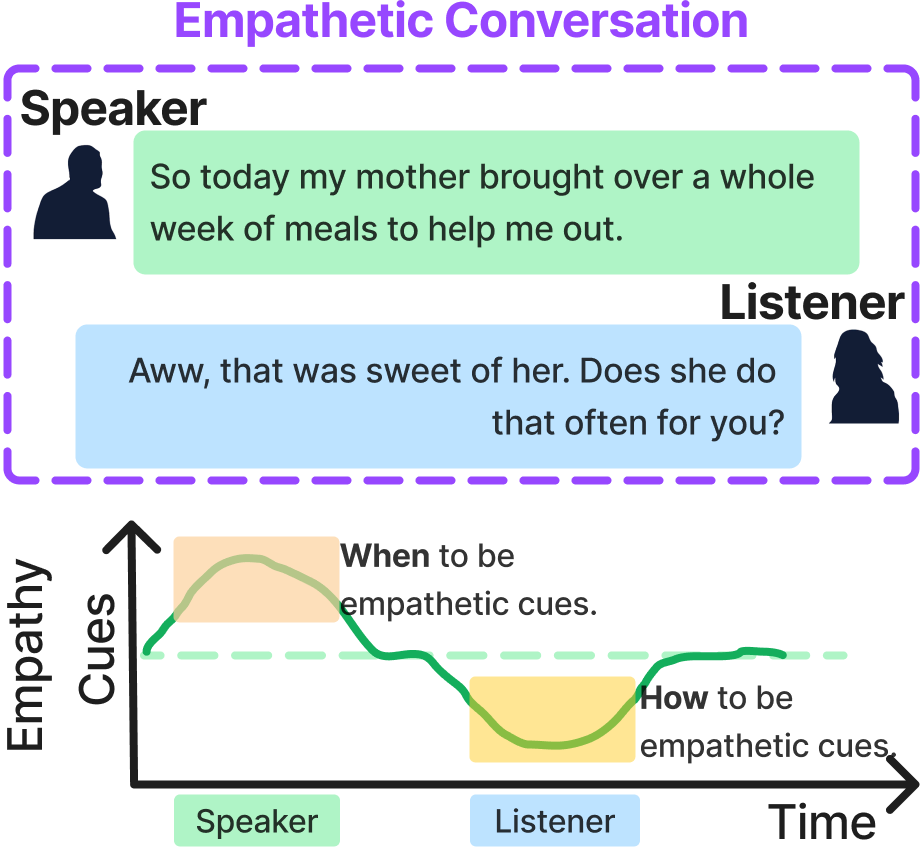 Empathetic Conversation
Speaker
So today my mother brought over a whole
week of meals to help me out.
Listener
Aww, that was sweet of her. Does she do
that often for you?
Empathy
Cues
When to be
empathetic cues.
How to be
empathetic cues.
Speaker
Listener
Time